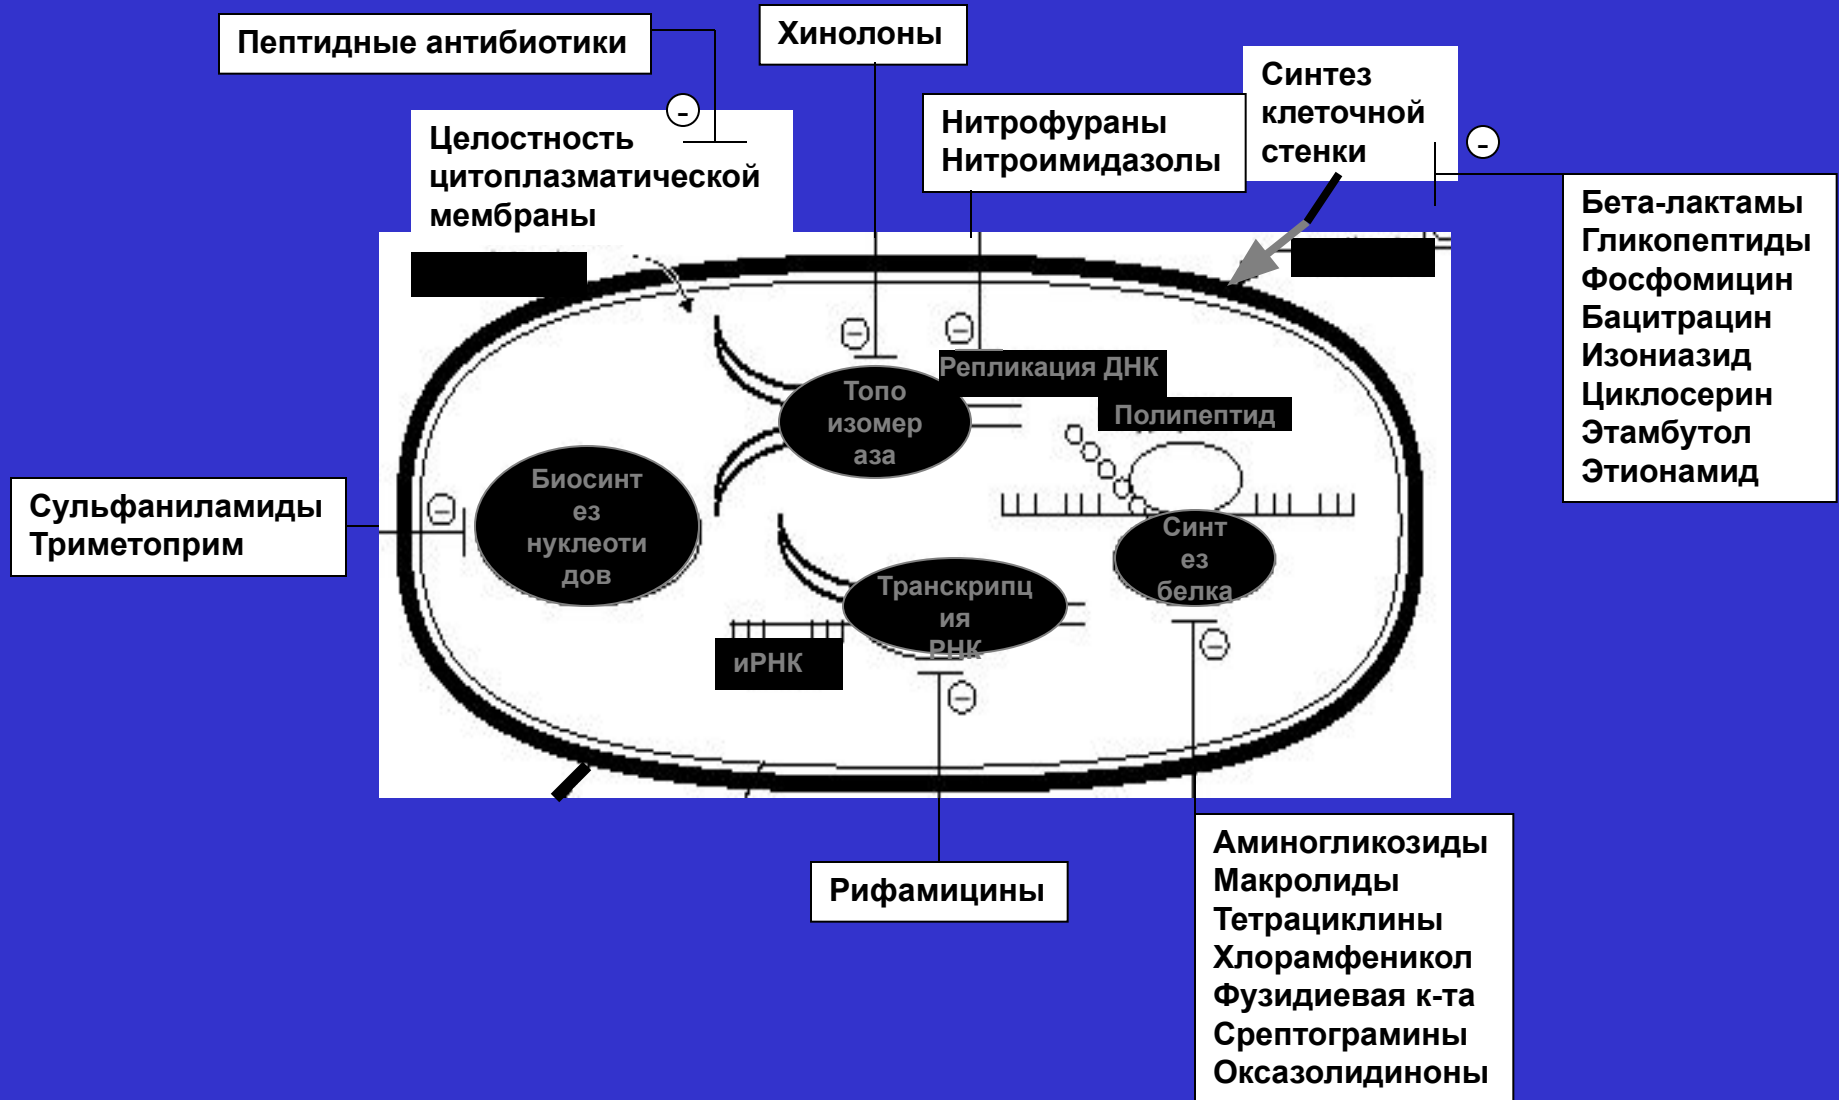 Пептидные антибиотики
Хинолоны
Целостность
цитоплазматической
мембраны
-
Нитрофураны
Нитроимидазолы
Синтез
клеточной
стенки
-
Бета-лактамы
Гликопептиды
Фосфомицин
Бацитрацин
Изониазид
Циклосерин
Этамбутол
Этионамид
Репликация ДНК
Топо
изомер
аза
Полипептид
Биосинт
ез
нуклеоти
дов
Сульфаниламиды
Триметоприм
Синт
ез
белка
Транскрипц
ия
РНК
иРНК
Рифамицины
Аминогликозиды
Макролиды
Тетрациклины
Хлорамфеникол
Фузидиевая к-та
Срептограмины
Оксазолидиноны